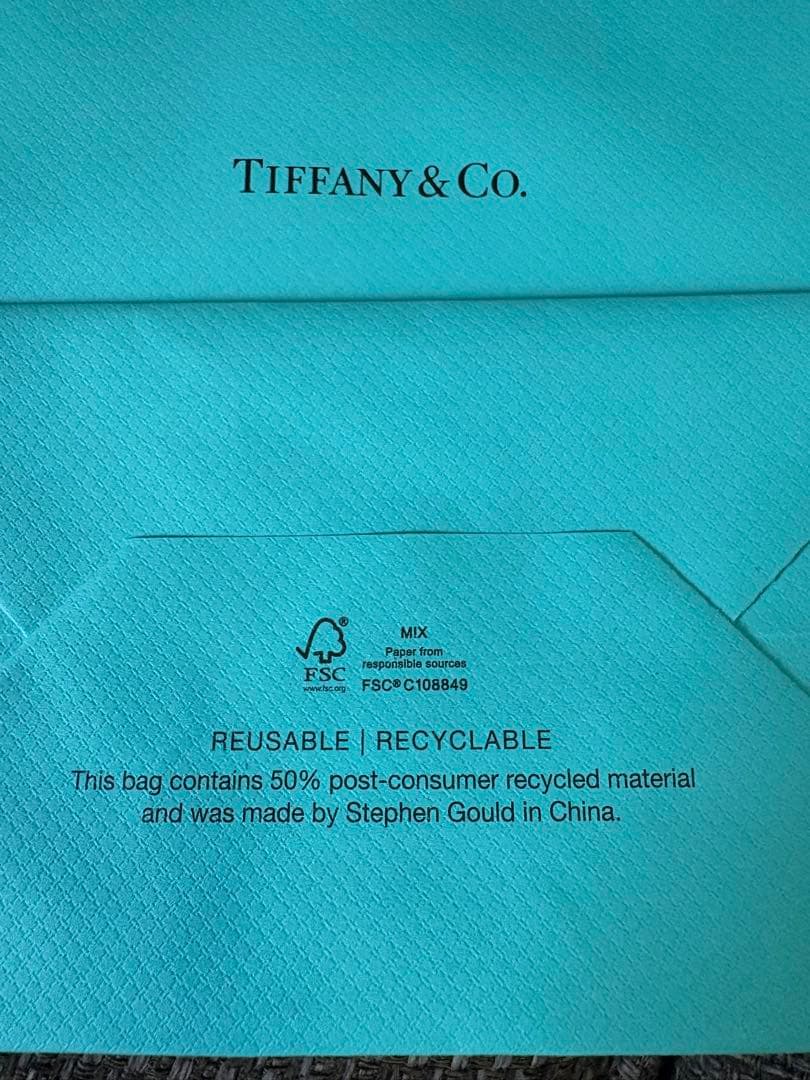 TIFFANY & CO.
MIX
Paper from
responsible sources
FSC® C108849
®
FSC
www.fsc.org
REUSABLE | RECYCLABLE
This bag contains 50% post-consumer recycled material
and was made by Stephen Gould in China.